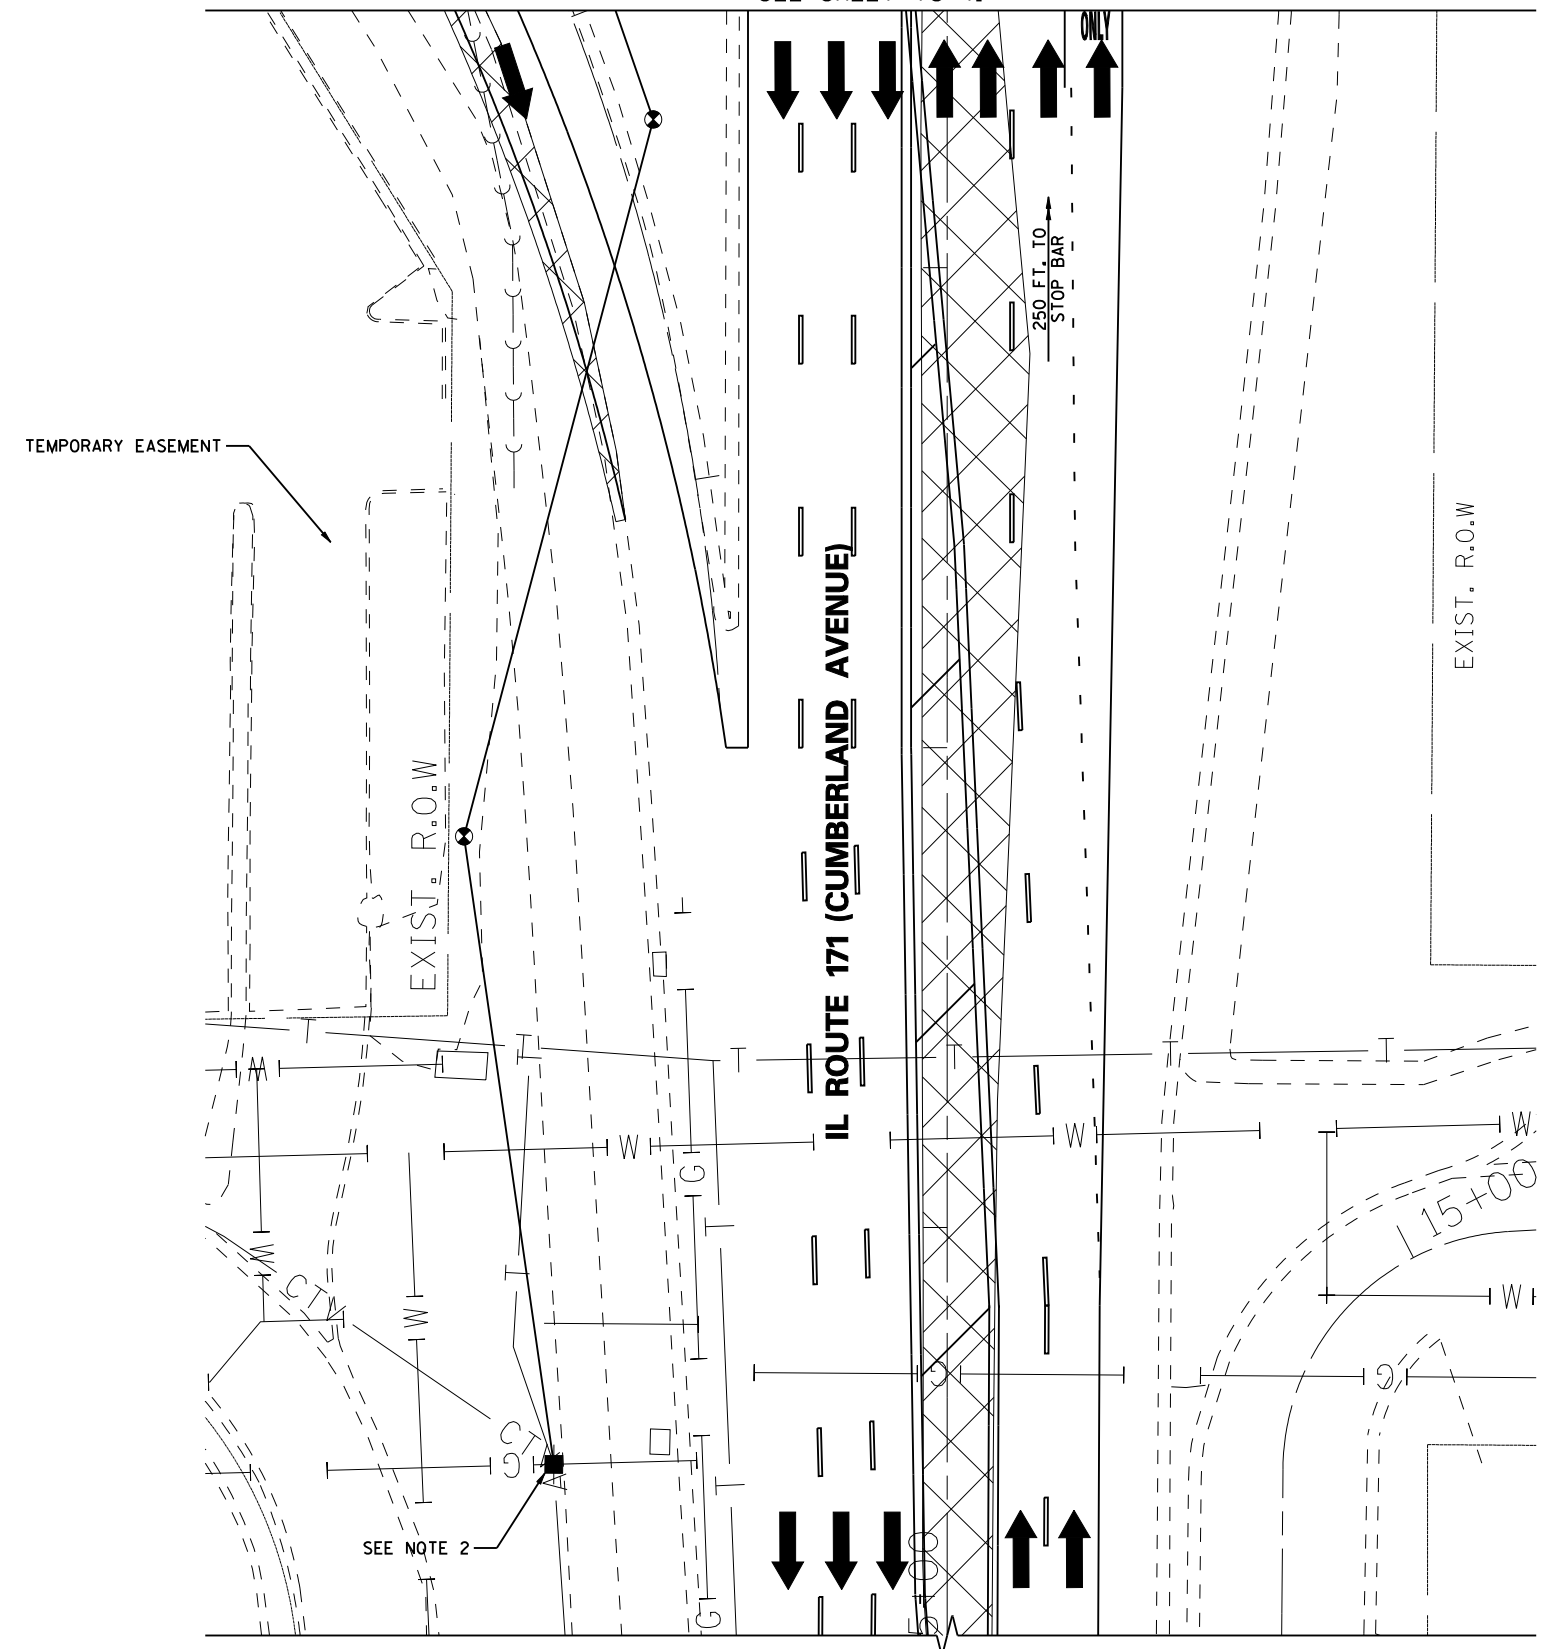 ONLY
250 FT. TO
STOP BAR
TEMPORARY EASEMENT
EXIST. R.O.W
IL ROUTE 171 (CUMBERLAND AVENUE)
EXIST. R.O.W
T
T
T
T
T
T
W
W
W
W
G
L15+00
W
T
CTV
W
T
W
G
G
CTV
G
T
SEE NOTE 2
G